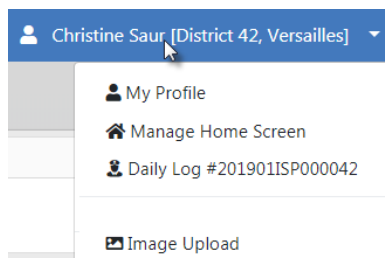 Christine Saur [District 42, Versailles]
My Profile
Manage Home Screen
Daily Log #201901ISP000042
Image Upload